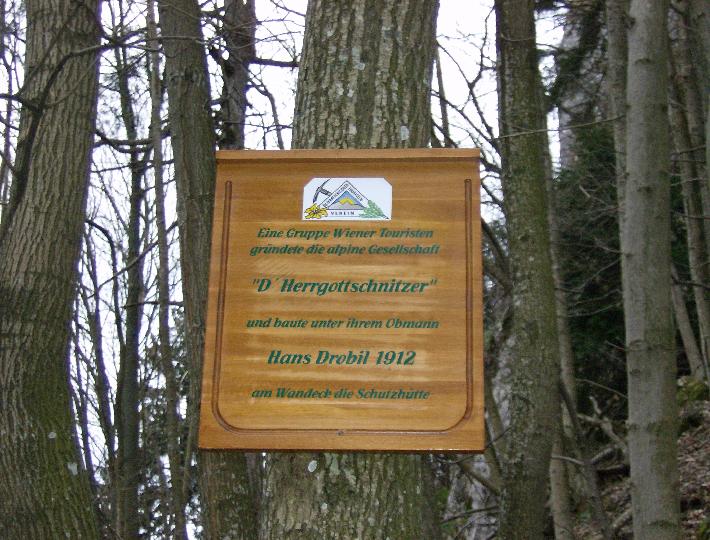 VEREIN
Eine Gruppe Wiener Touristen
gründete die alpine Gesellschaft
"D´Herrgottschnitzer"
und baute unter ihrem Obmann
Hans Drobil 1912
am Wandeck die Schutzhütte